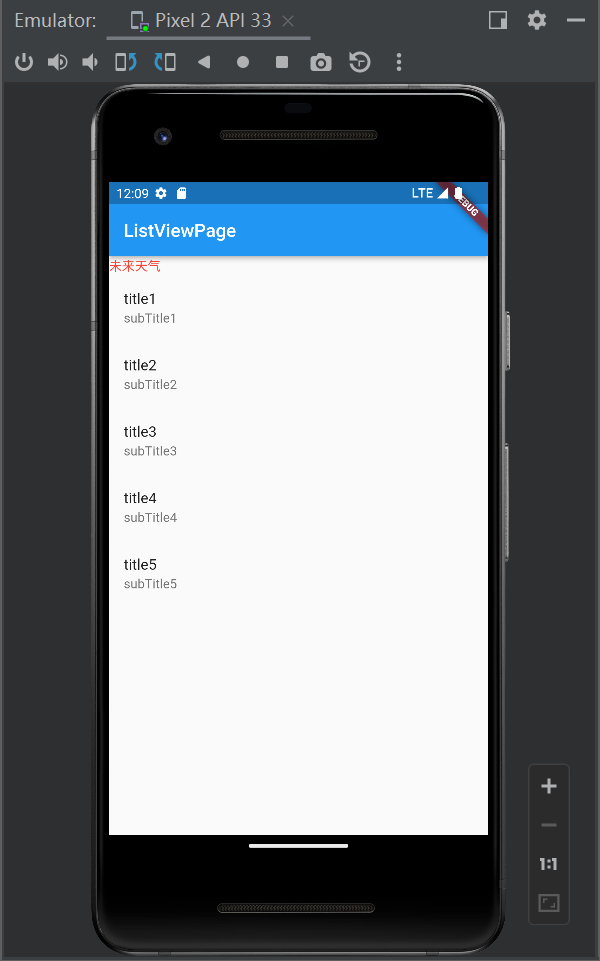 Emulator: Pixel 2 API 33
12:09 LTE
DEBUG
ListViewPage
未来天气
title1
subTitle1
title2
subTitle2
title3
subTitle3
title4
subTitle4
title5
subTitle5
1:1